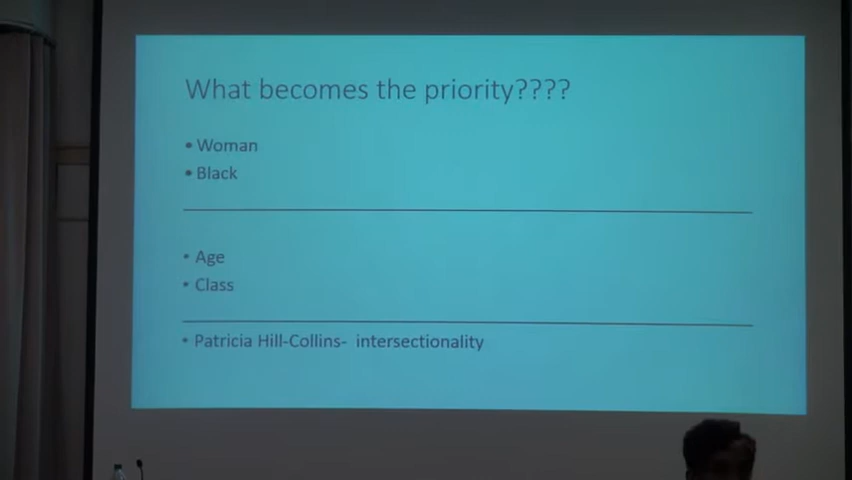 What becomes the priority????
• Woman
• Black
• Age
• Class
• Patricia Hill-Collins- intersectionality